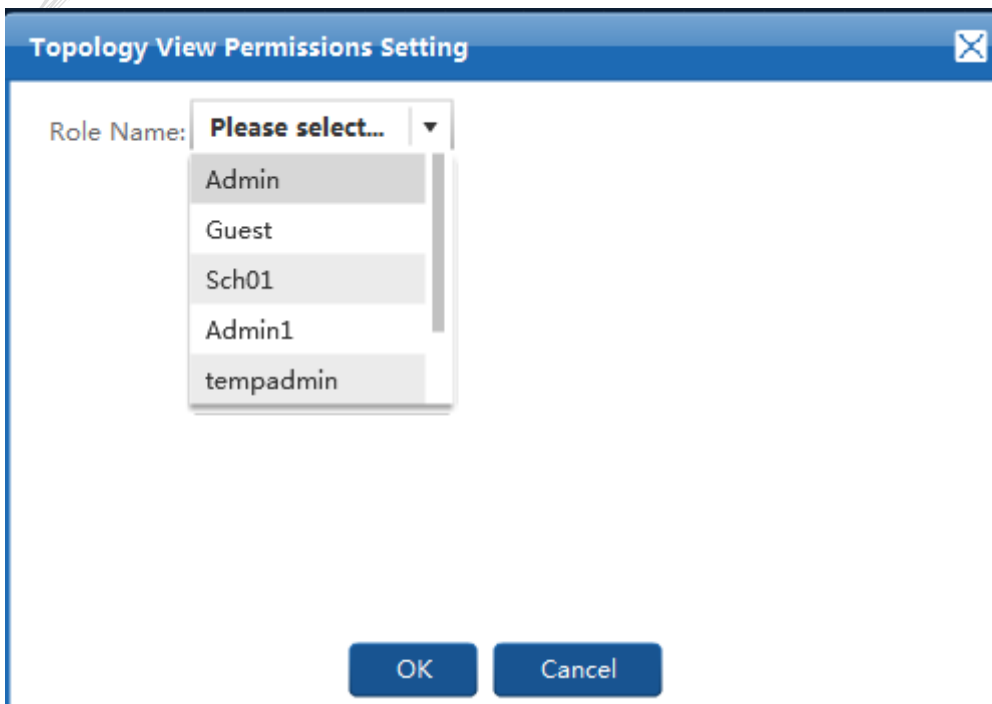 Topology View Permissions Setting
Role Name: Please select...
Admin
Guest
Sch01
Admin1
tempadmin
OK Cancel